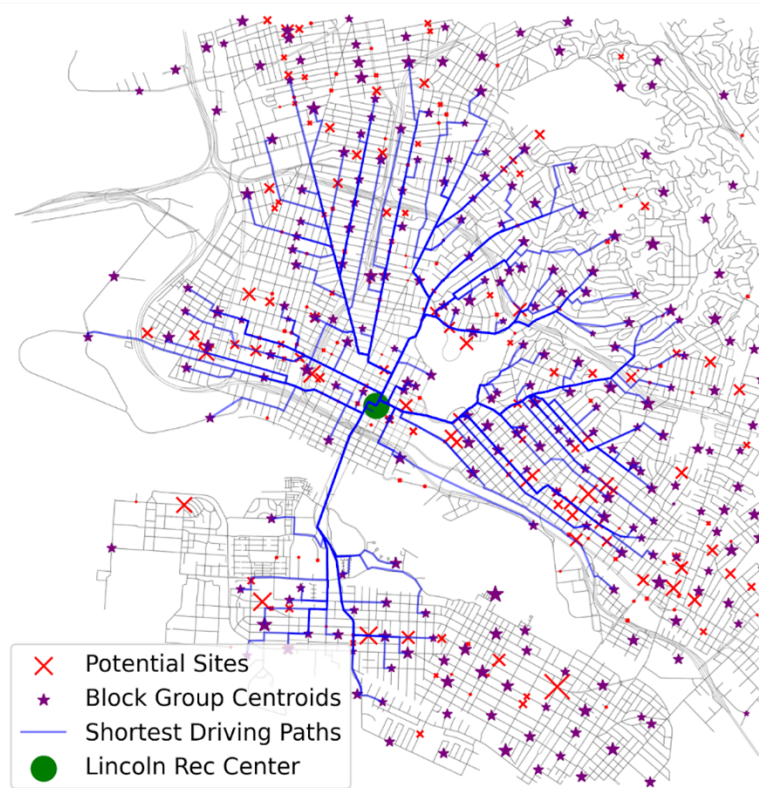 Potential Sites
Block Group Centroids
Shortest Driving Paths
Lincoln Rec Center